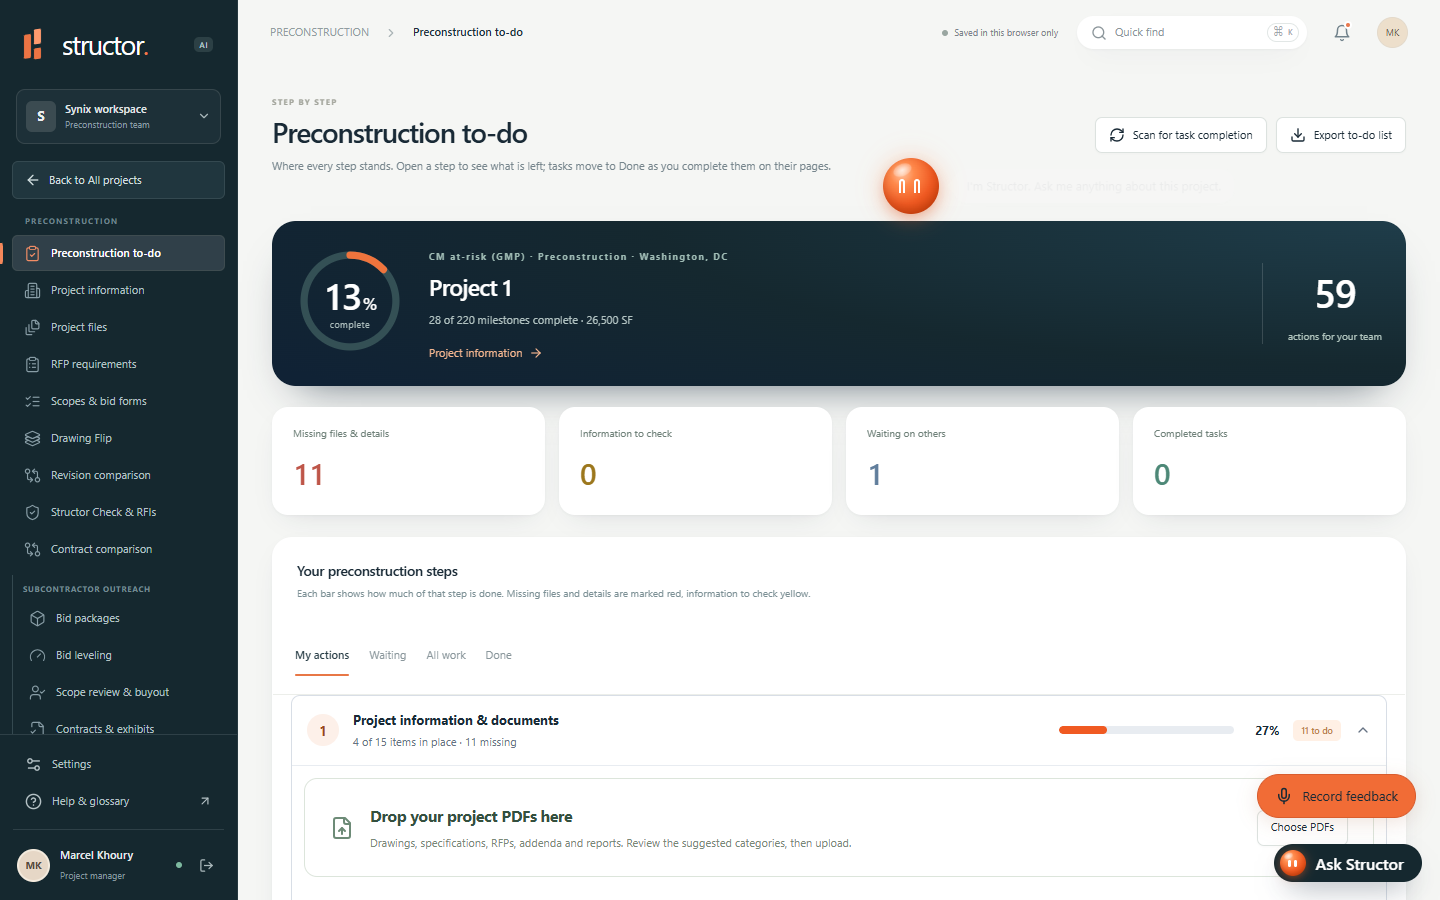 structor.
AI
S
Synix workspace
Preconstruction team
Back to All projects
PRECONSTRUCTION
Preconstruction to-do
Project information
Project files
RFP requirements
Scopes & bid forms
Drawing Flip
Revision comparison
Structor Check & RFIs
Contract comparison
SUBCONTRACTOR OUTREACH
Bid packages
Bid leveling
Scope review & buyout
Contracts & exhibits
Settings
Help & glossary
MK
Marcel Khoury
Project manager
PRECONSTRUCTION
Preconstruction to-do
Saved in this browser only
Quick find
⌘ K
MK
STEP BY STEP
Preconstruction to-do
Where every step stands. Open a step to see what is left; tasks move to Done as you complete them on their pages.
Scan for task completion
Export to-do list
I'm Structor. Ask me anything about this project.
13%
complete
CM at-risk (GMP) · Preconstruction · Washington, DC
Project 1
28 of 220 milestones complete · 26,500 SF
Project information
59
actions for your team
Missing files & details
11
Information to check
0
Waiting on others
1
Completed tasks
0
Your preconstruction steps
Each bar shows how much of that step is done. Missing files and details are marked red, information to check yellow.
My actions
Waiting
All work
Done
1
Project information & documents
4 of 15 items in place · 11 missing
27%
11 to do
Drop your project PDFs here
Drawings, specifications, RFPs, addenda and reports. Review the suggested categories, then upload.
Record feedback
Choose PDFs
Ask Structor